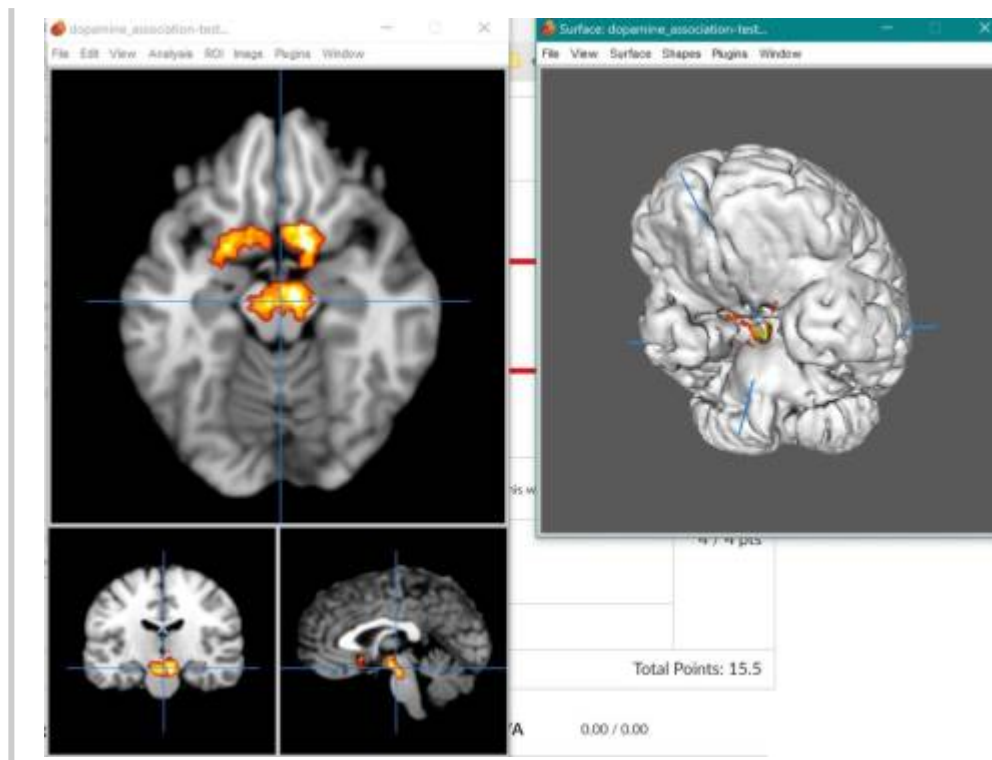 dopamine_association-test...
File Edit View Analysis ROI Image Plugins Window
Surface: dopamine_association-test...
File View Surface Shapes Plugins Window
his w
4 / 4 pts
Total Points: 15.5
/A
0.00 / 0.00